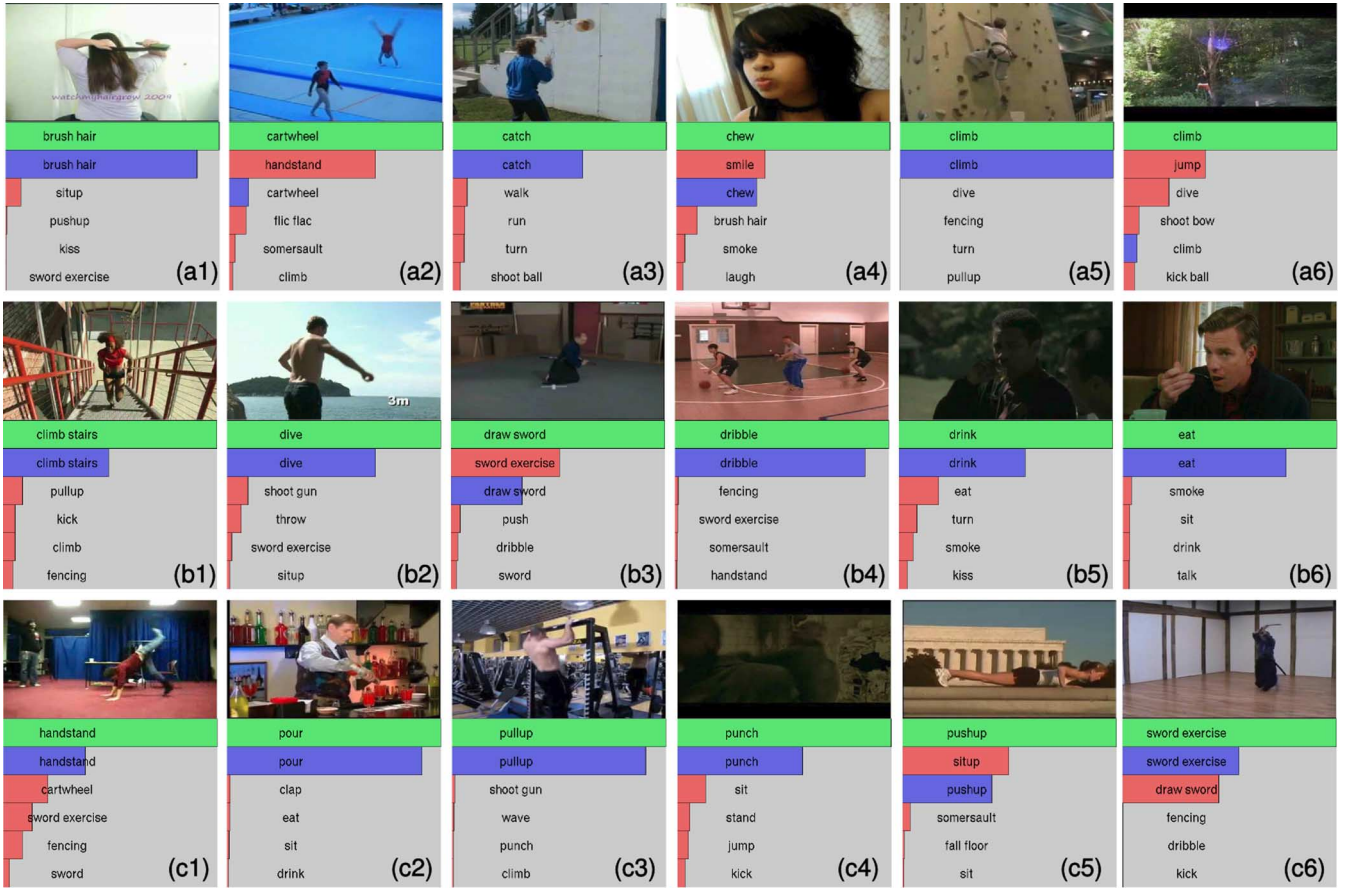 watchmyhairgrow 2009
brush hair
brush hair
situp
pushup
kiss
sword exercise
(a1)
cartwheel
handstand
cartwheel
flic flac
somersault
climb
(a2)
catch
catch
walk
run
turn
shoot ball
(a3)
chew
smile
chew
brush hair
smoke
laugh
(a4)
climb
climb
dive
fencing
turn
pullup
(a5)
climb
jump
dive
shoot bow
climb
kick ball
(a6)
climb stairs
climb stairs
pullup
kick
climb
fencing
(b1)
3m
dive
dive
shoot gun
throw
sword exercise
situp
(b2)
draw sword
sword exercise
draw sword
push
dribble
sword
(b3)
dribble
dribble
fencing
sword exercise
somersault
handstand
(b4)
drink
drink
eat
turn
smoke
kiss
(b5)
eat
eat
smoke
sit
drink
talk
(b6)
handstand
handstand
cartwheel
sword exercise
fencing
sword
(c1)
pour
pour
clap
eat
sit
drink
(c2)
pullup
pullup
shoot gun
wave
punch
climb
(c3)
punch
punch
sit
stand
jump
kick
(c4)
pushup
situp
pushup
somersault
fall floor
sit
(c5)
sword exercise
sword exercise
draw sword
fencing
dribble
kick
(c6)